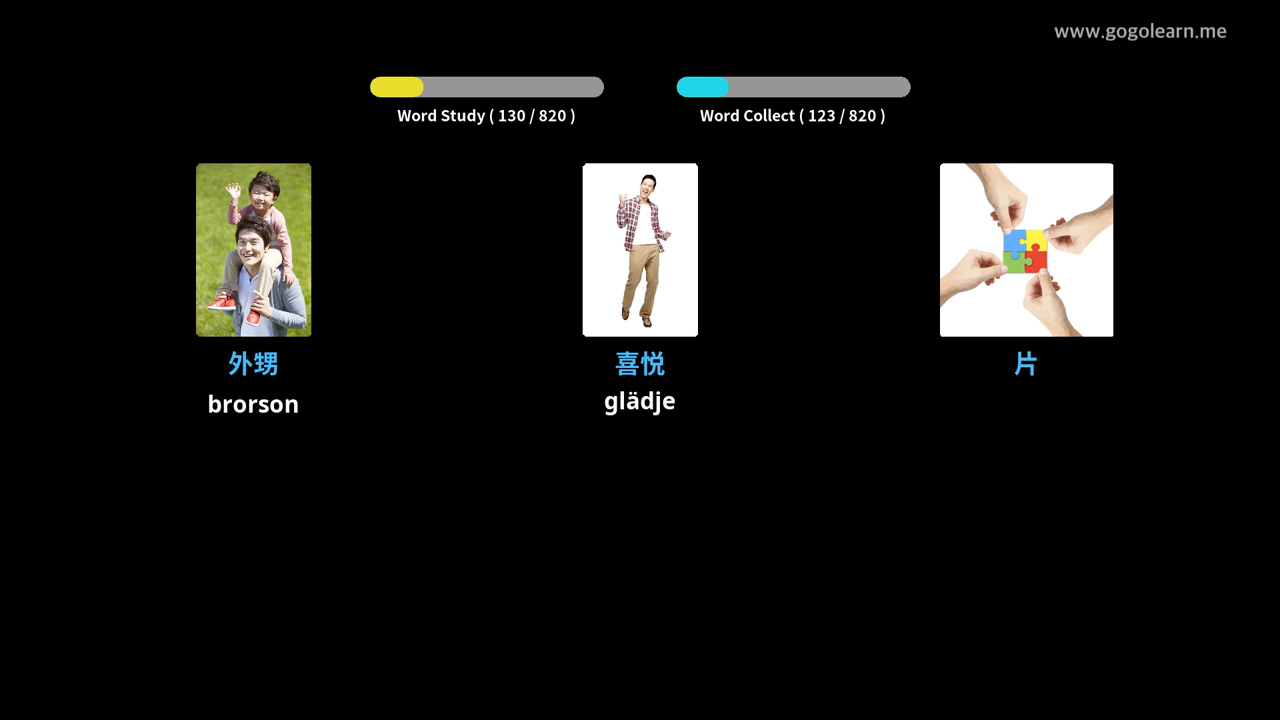 www.gogolearn.me
Word Study ( 130 / 820 )
Word Collect ( 123 / 820 )
外甥
喜悦
片
brorson
glädje